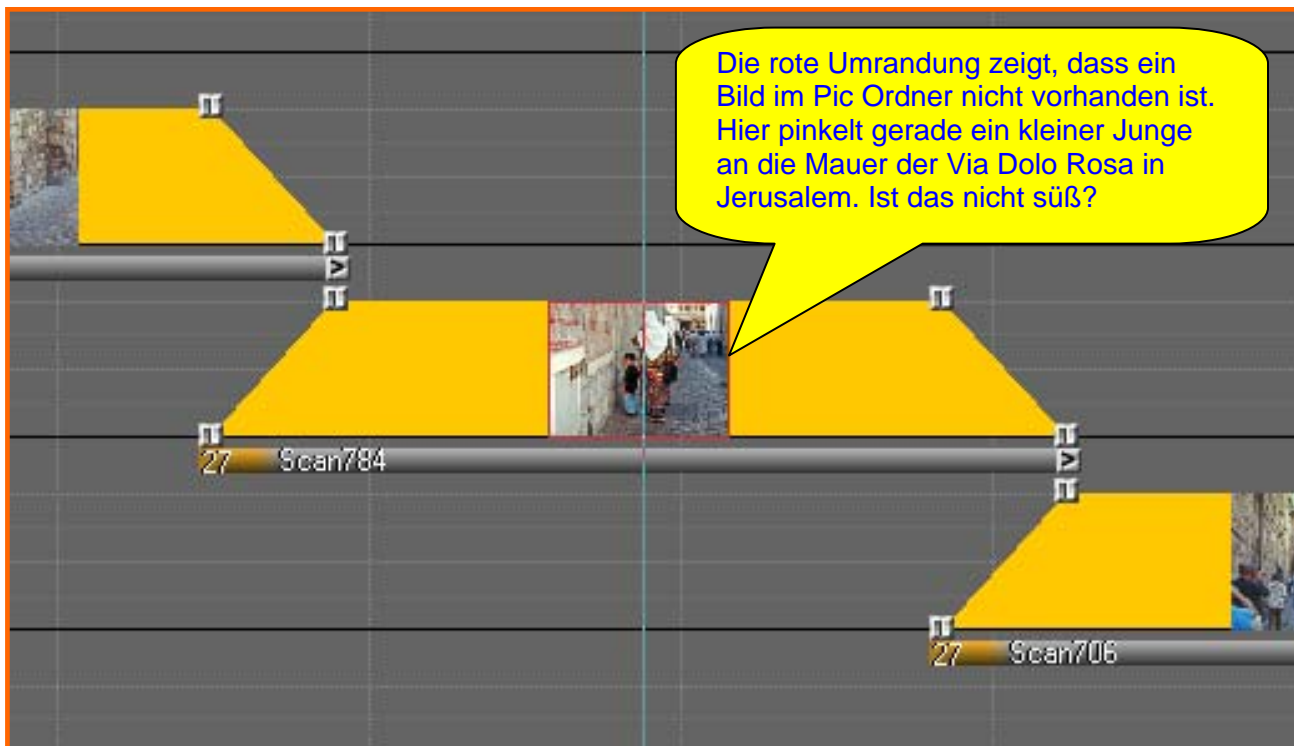 Die rote Umrandung zeigt, dass ein
Bild im Pic Ordner nicht vorhanden ist.
Hier pinkelt gerade ein kleiner Junge
an die Mauer der Via Dolo Rosa in
Jerusalem. Ist das nicht süß?
>
27 Scan784
>
27 Scan706